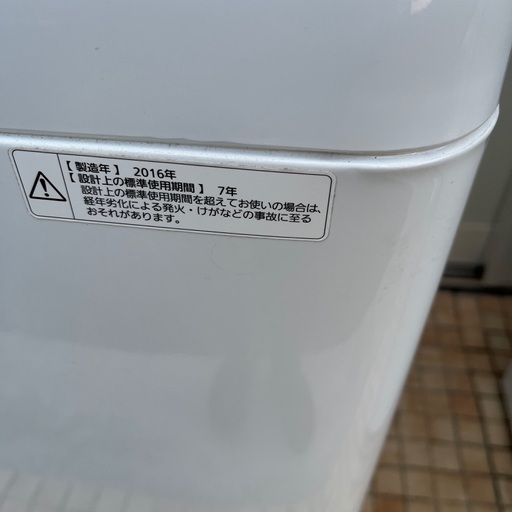 【製造年】 2016年
【設計上の標準使用期間】 7年
設計上の標準使用期間を超えてお使いの場合は、
経年劣化による発火・けがなどの事故に至る
おそれがあります。